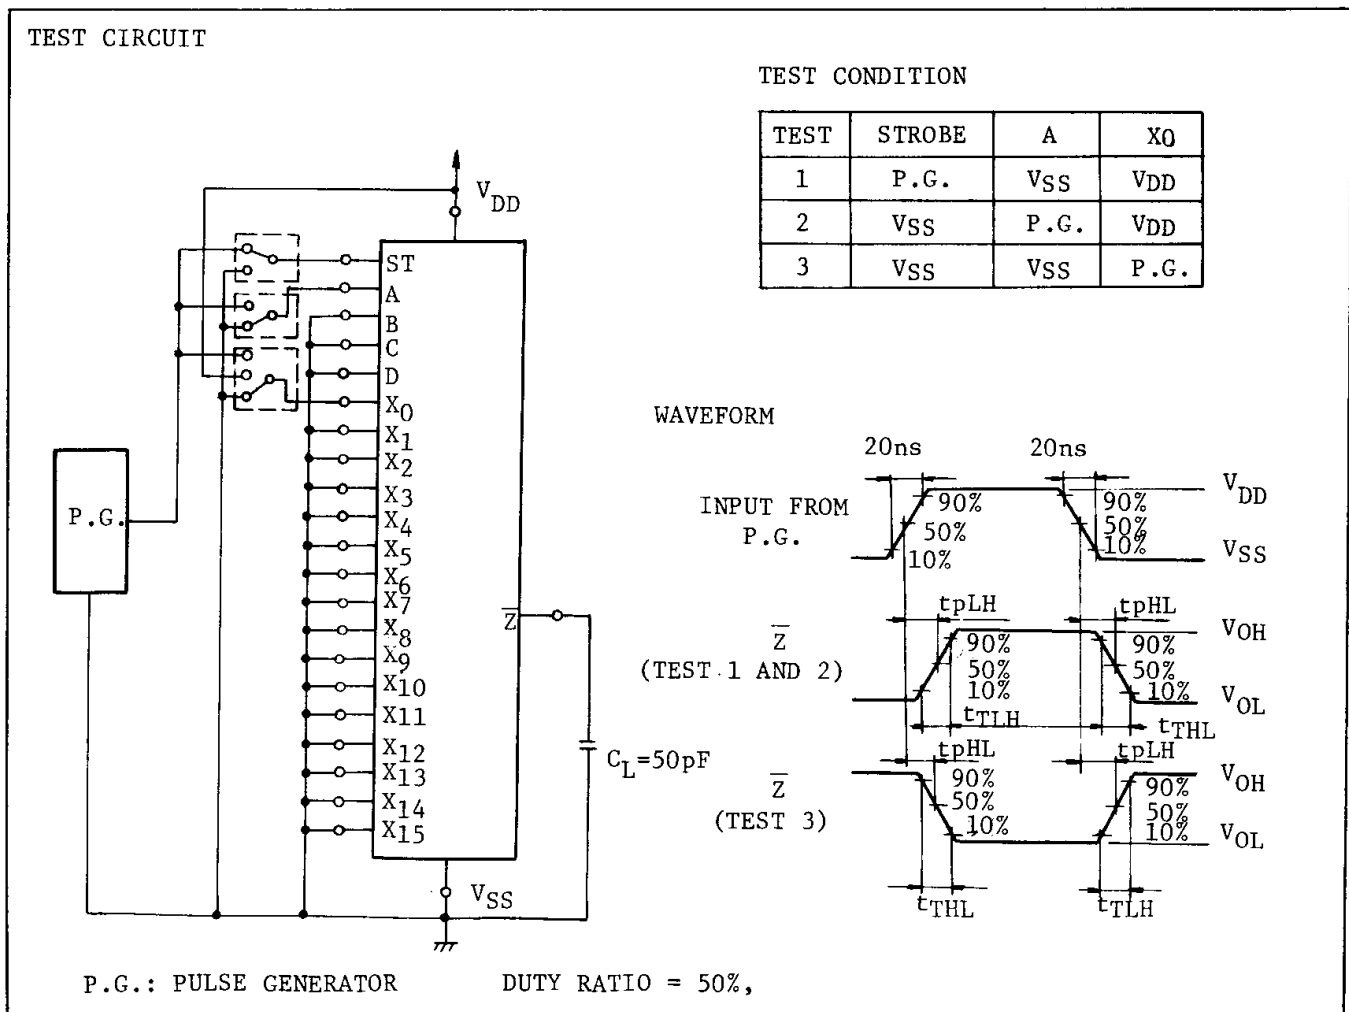 TEST CIRCUIT
TEST CONDITION
TEST STROBE A X0
1 P.G. VSS VDD
2 VSS P.G. VDD
3 VSS VSS P.G.
VDD
ST
A
B
C
D
X0
X1
X2
X3
X4
X5
X6
X7
X8
X9
X10
X11
X12
X13
X14
X15
P.G.
Z̅
CL=50pF
VSS
WAVEFORM
20ns 20ns
INPUT FROM
P.G.
90% 90% VDD
50% 50%
10% 10% VSS
tpLH tpHL
Z̅
(TEST 1 AND 2)
90% 90% VOH
50% 50%
10% 10% VOL
tTLH tTHL
tpHL tpLH
Z̅
(TEST 3)
90% 90% VOH
50% 50%
10% 10% VOL
tTHL tTLH
P.G.: PULSE GENERATOR DUTY RATIO = 50%,